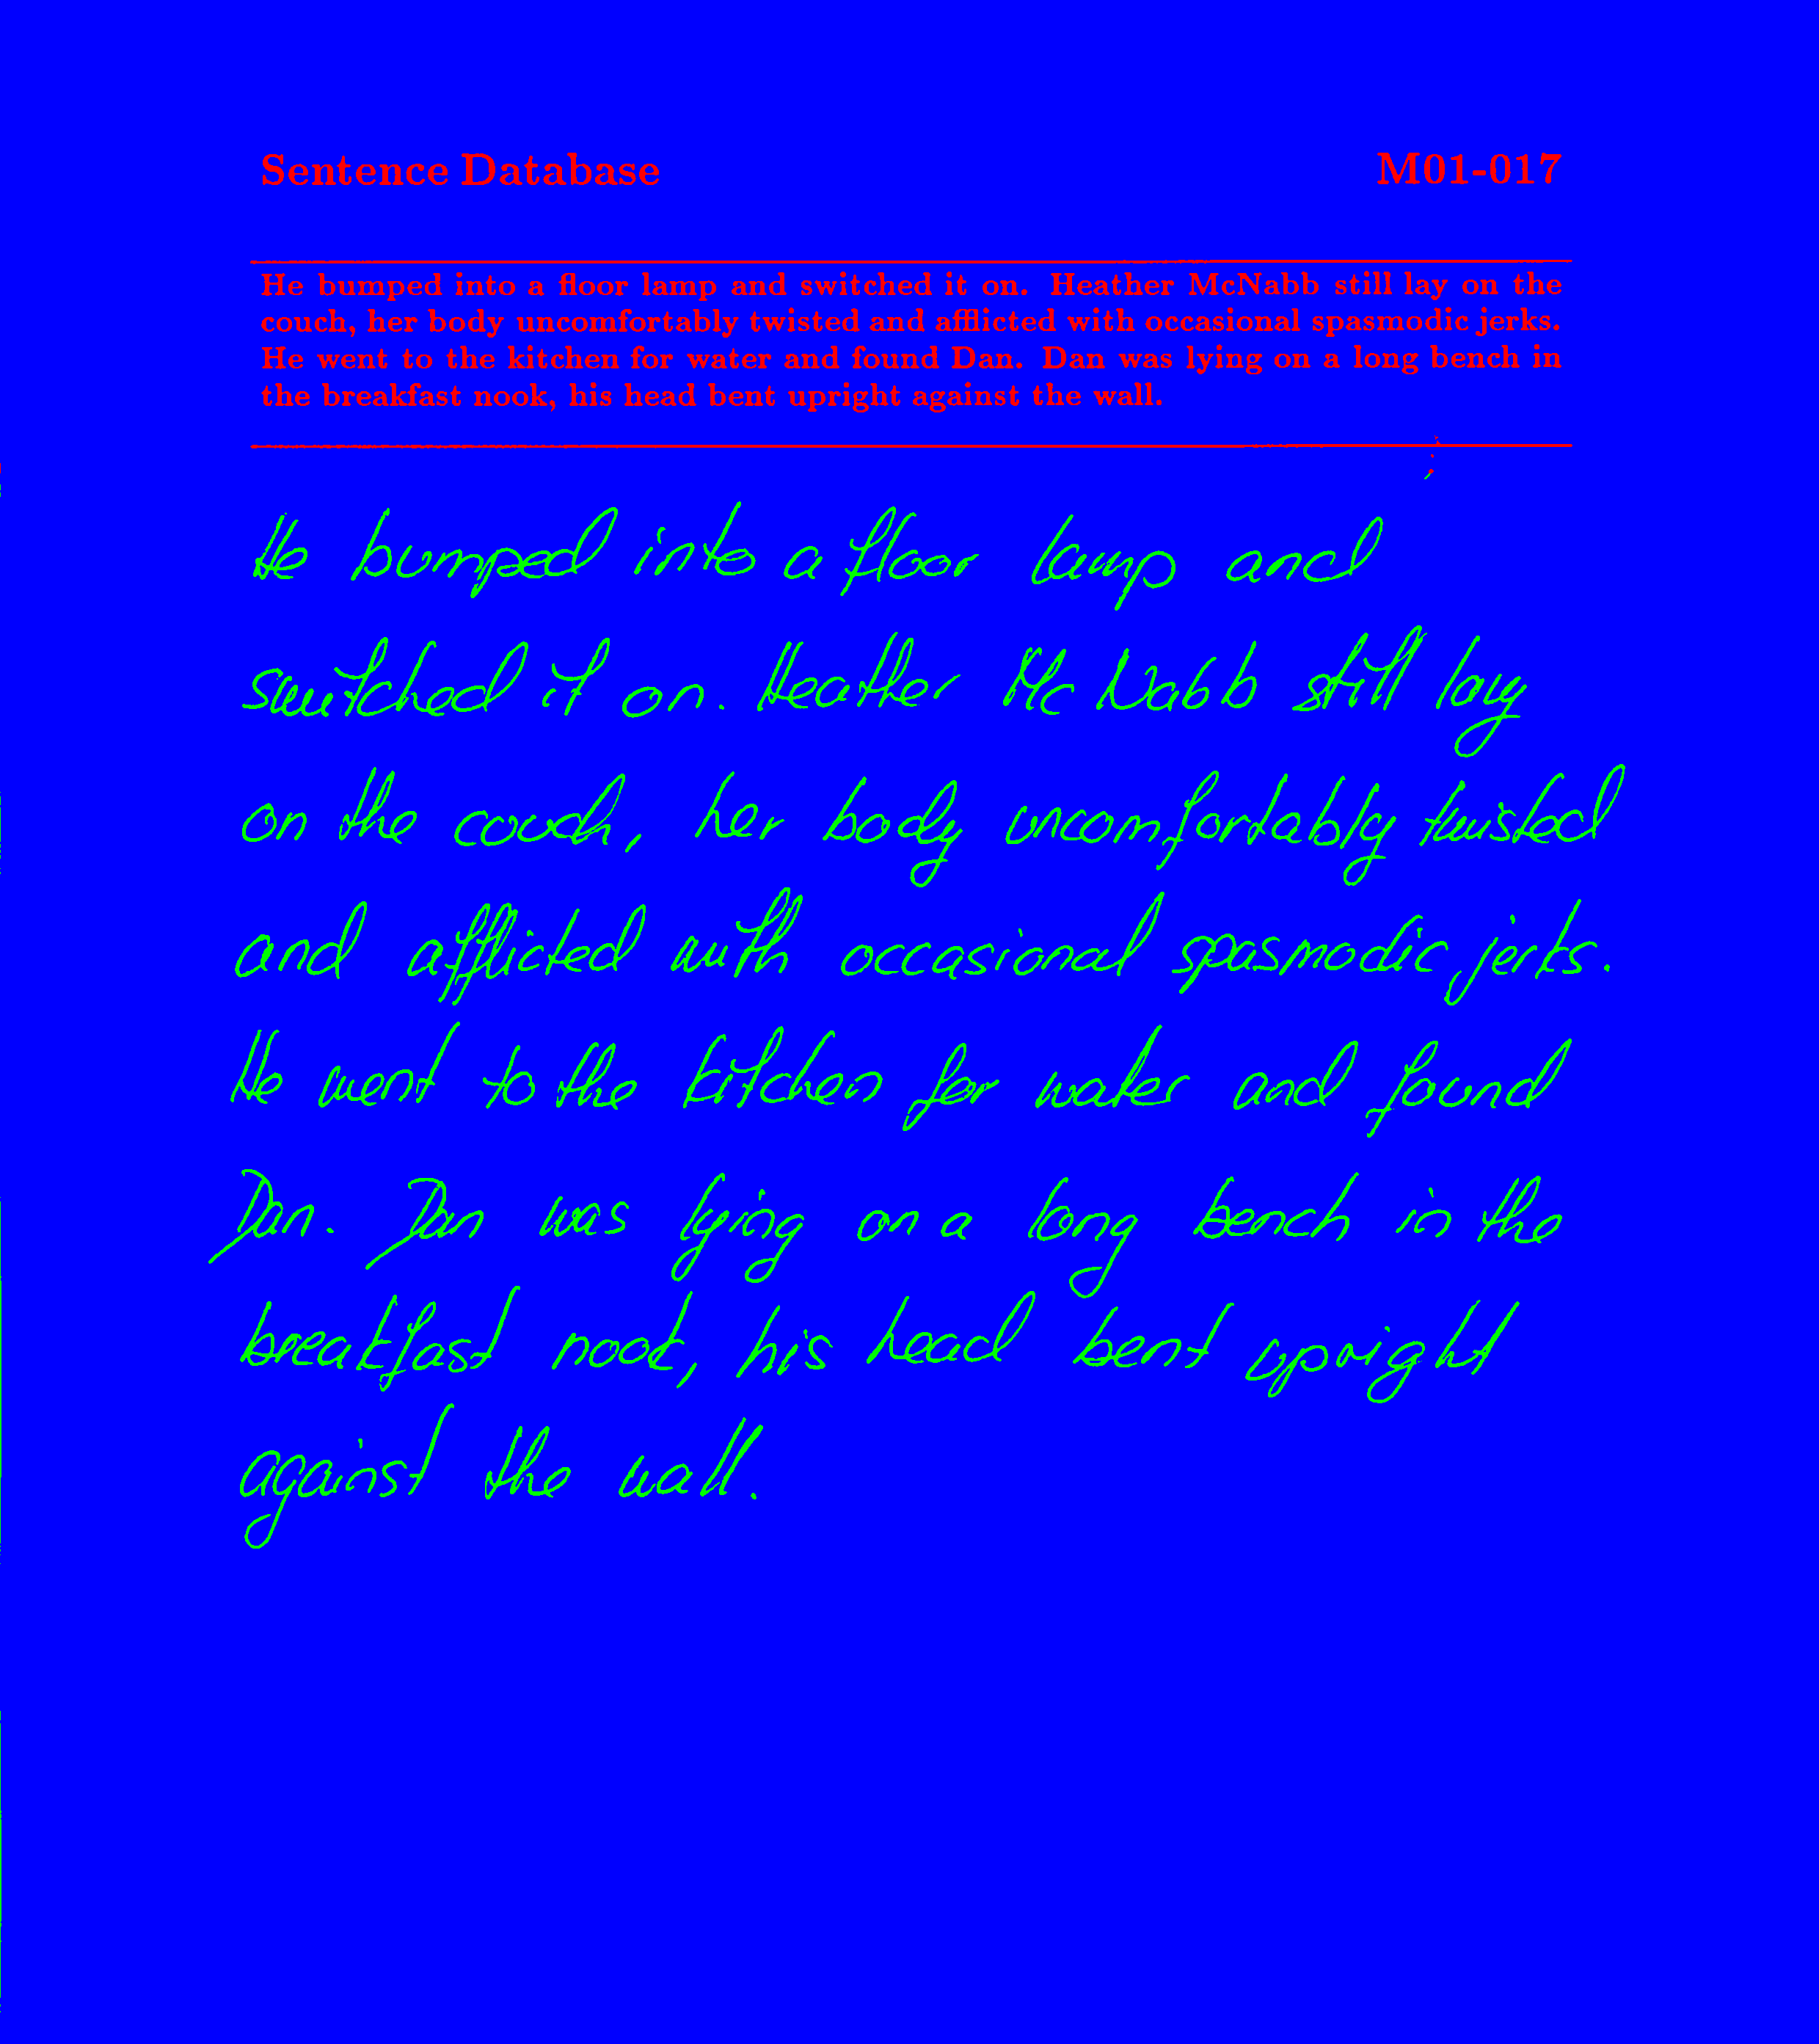 Sentence Database M01-017
He bumped into a floor lamp and switched it on. Heather McNabb still lay on the
couch, her body uncomfortably twisted and afflicted with occasional spasmodic jerks.
He went to the kitchen for water and found Dan. Dan was lying on a long bench in
the breakfast nook, his head bent upright against the wall.
He bumped into a floor lamp and
switched it on. Heather Mc Nabb still lay
on the couch, her body uncomfortably twisted
and afflicted with occasional spasmodic jerks.
He went to the kitchen for water and found
Dan. Dan was lying on a long bench in the
breakfast nook, his head bent upright
against the wall.